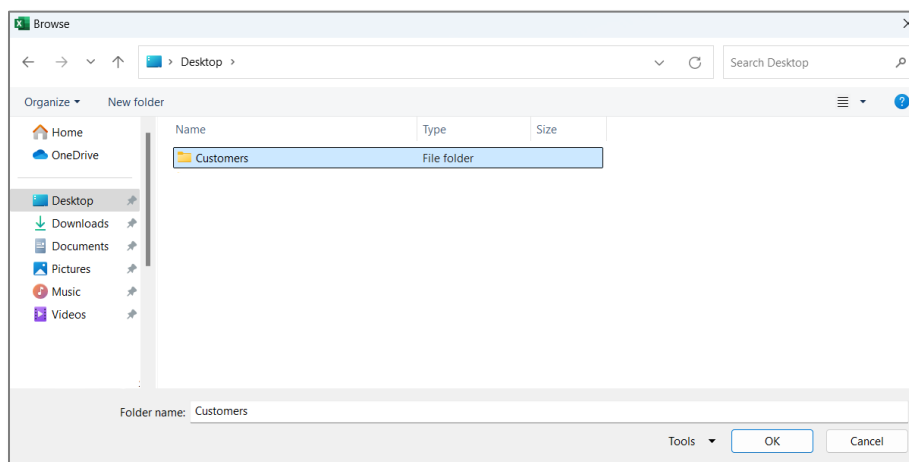 Browse
Desktop
Search Desktop
Organize New folder
Home
OneDrive
Desktop
Downloads
Documents
Pictures
Music
Videos
Name Type Size
Customers File folder
Folder name: Customers
Tools OK Cancel